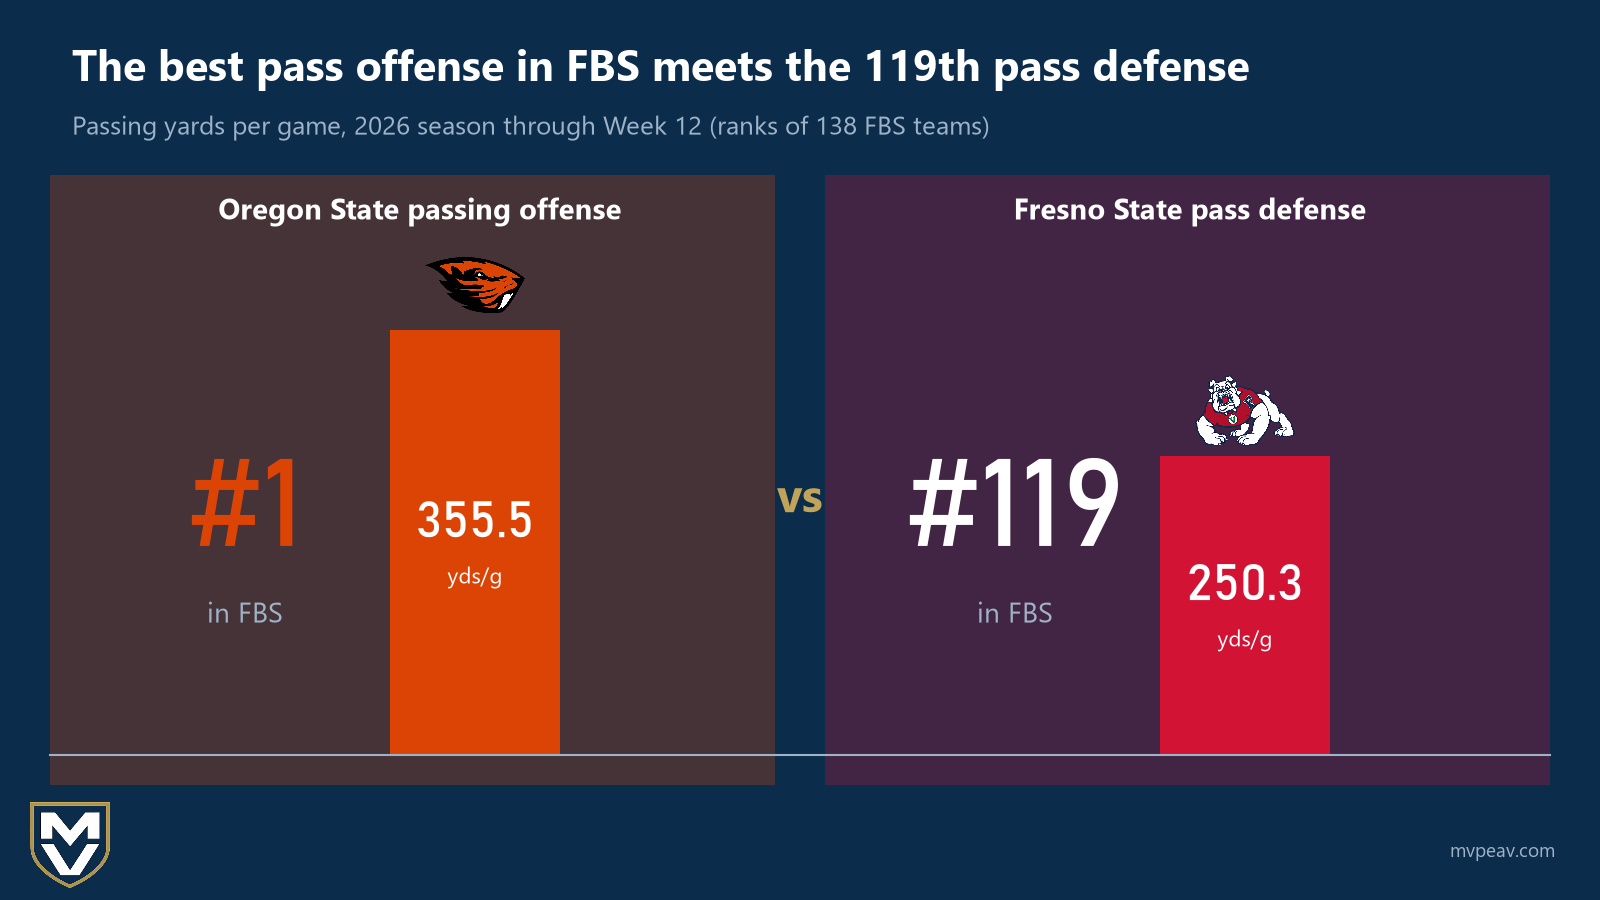 The best pass offense in FBS meets the 119th pass defense
Passing yards per game, 2026 season through Week 12 (ranks of 138 FBS teams)
Oregon State passing offense
#1
in FBS
355.5
yds/g
vs
Fresno State pass defense
#119
in FBS
250.3
yds/g
MV
mvpeav.com